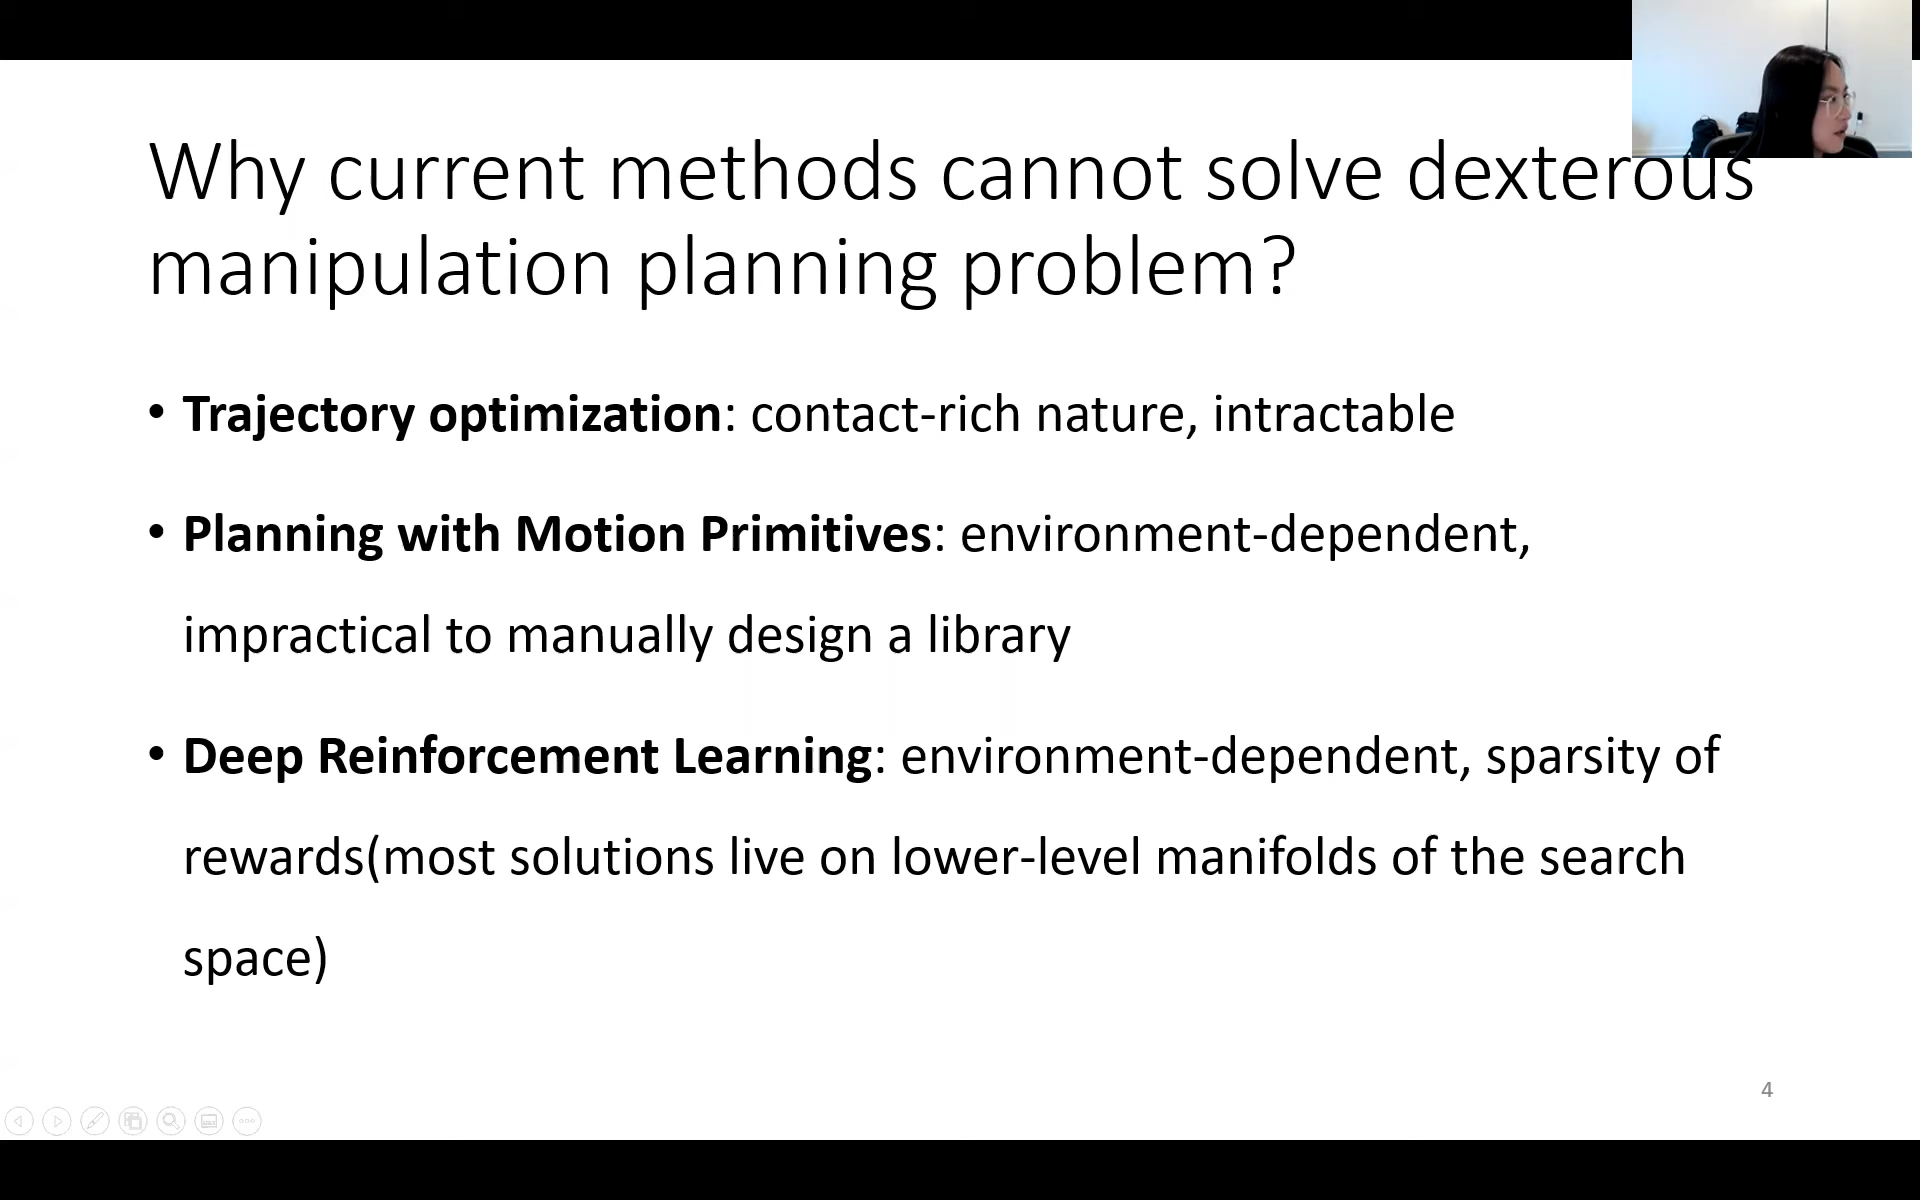 Why current methods cannot solve dexterous
manipulation planning problem?
• Trajectory optimization: contact-rich nature, intractable
• Planning with Motion Primitives: environment-dependent,
impractical to manually design a library
• Deep Reinforcement Learning: environment-dependent, sparsity of
rewards(most solutions live on lower-level manifolds of the search
space)
4